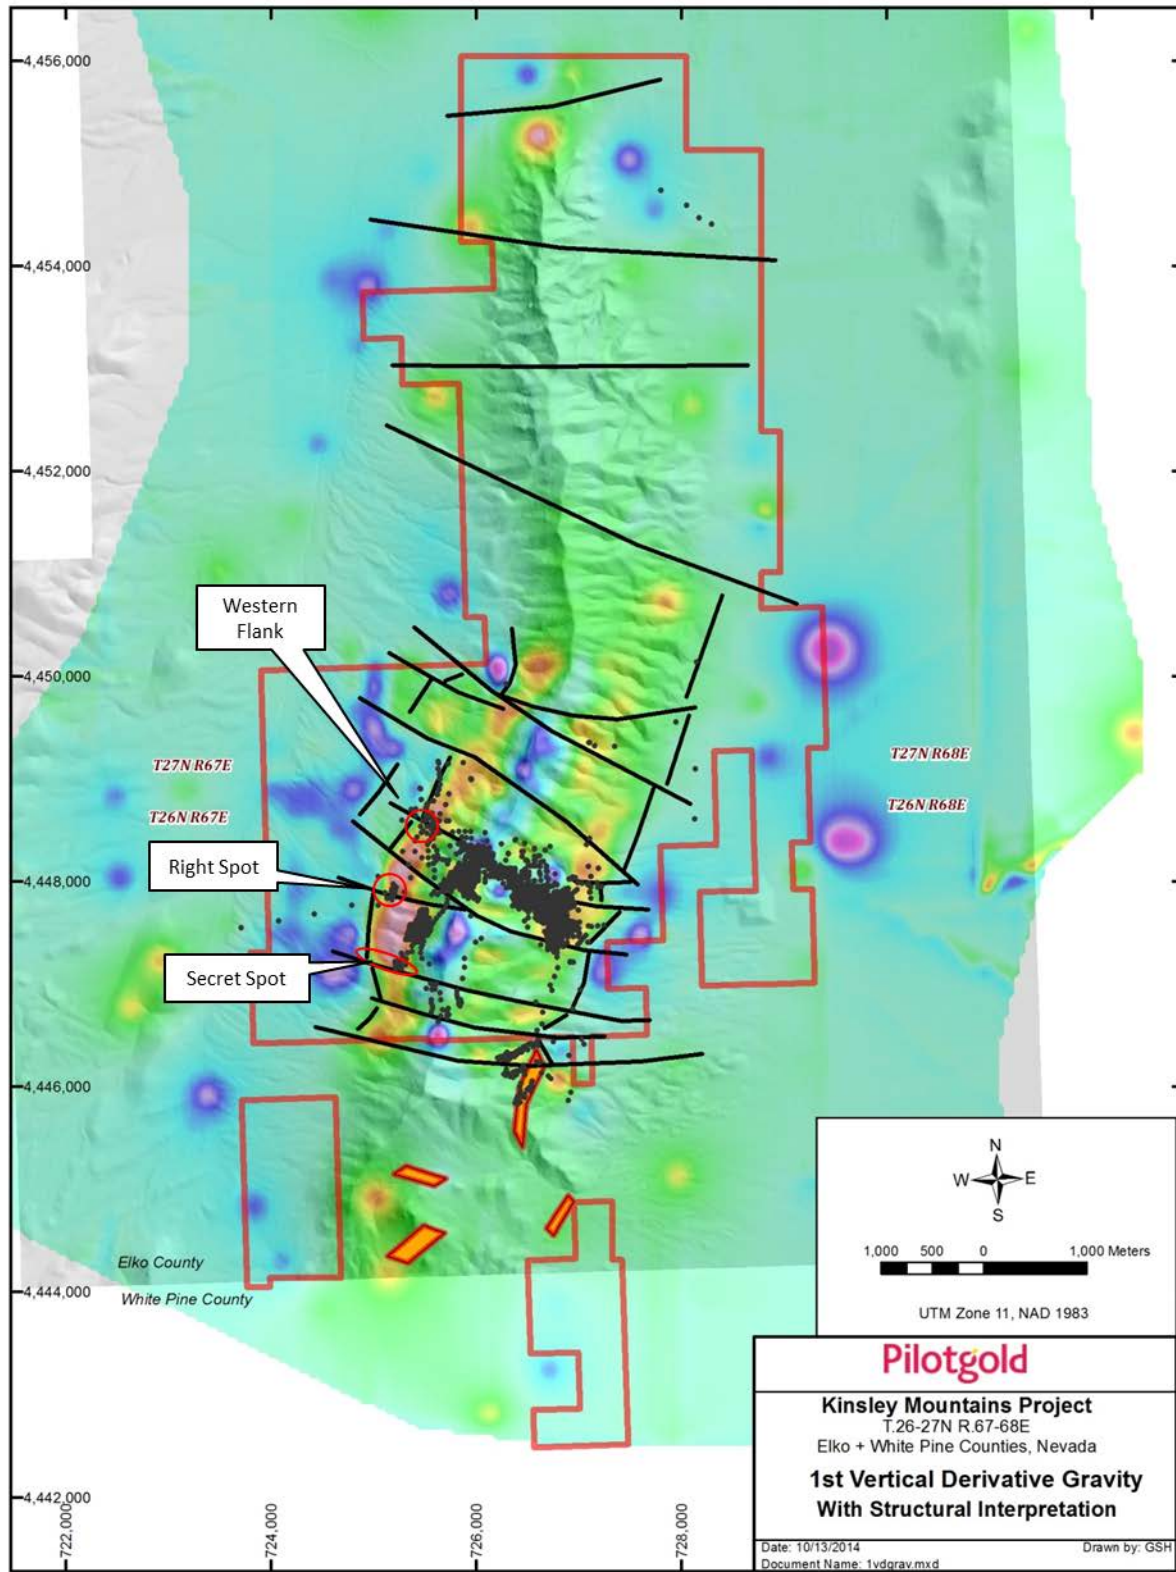 4,456,000
4,454,000
4,452,000
Western
Flank
4,450,000
T27N R67E
T27N R68E
T26N R67E
T26N R68E
Right Spot
4,448,000
Secret Spot
4,446,000
N
W
E
S
Elko County
1,000 500 0 1,000 Meters
4,444,000
White Pine County
UTM Zone 11, NAD 1983
Pilotgold
Kinsley Mountains Project
T.26-27N R.67-68E
Elko + White Pine Counties, Nevada
1st Vertical Derivative Gravity
With Structural Interpretation
4,442,000
722,000
724,000
726,000
728,000
Date: 10/13/2014 Drawn by: GSH
Document Name: 1vdgrav.mxd